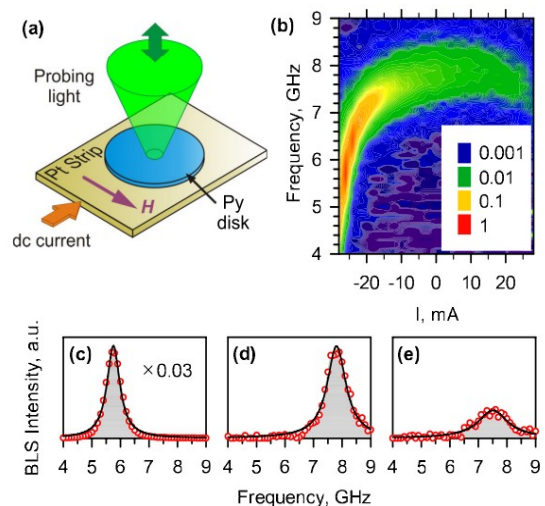 (a)
Probing
light
Pt Strip
H
Py
disk
dc current
(b)
Frequency, GHz
9
8
7
6
5
4
0.001
0.01
0.1
1
-20 -10 0 10 20
I, mA
BLS Intensity, a.u.
(c)
×0.03
(d)
(e)
4 5 6 7 8 9
4 5 6 7 8 9
4 5 6 7 8 9
Frequency, GHz